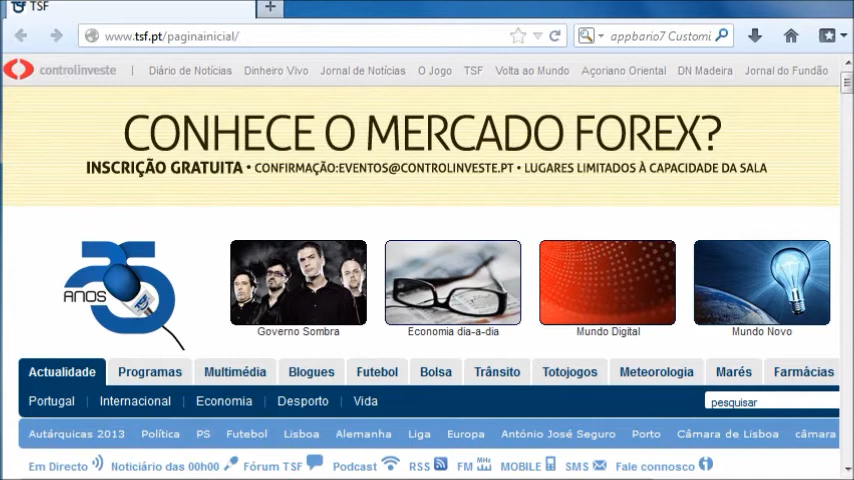 TSF
www.tsf.pt/paginainicial/
appbario7 Customi
controlinveste | Diário de Notícias Dinheiro Vivo Jornal de Notícias O Jogo TSF Volta ao Mundo Açoriano Oriental DN Madeira Jornal do Fundão
CONHECE O MERCADO FOREX?
INSCRIÇÃO GRATUITA • CONFIRMAÇÃO:EVENTOS@CONTROLINVESTE.PT • LUGARES LIMITADOS À CAPACIDADE DA SALA
25
ANOS
TSF
Governo Sombra Economia dia-a-dia Mundo Digital Mundo Novo
Actualidade Programas Multimédia Blogues Futebol Bolsa Trânsito Totojogos Meteorologia Marés Farmácias
Portugal | Internacional | Economia | Desporto | Vida pesquisar
Autárquicas 2013 Política PS Futebol Lisboa Alemanha Liga Europa António José Seguro Porto Câmara de Lisboa câmara
Em Directo Noticiário das 00h00 Fórum TSF Podcast RSS FM MHz MOBILE SMS Fale connosco